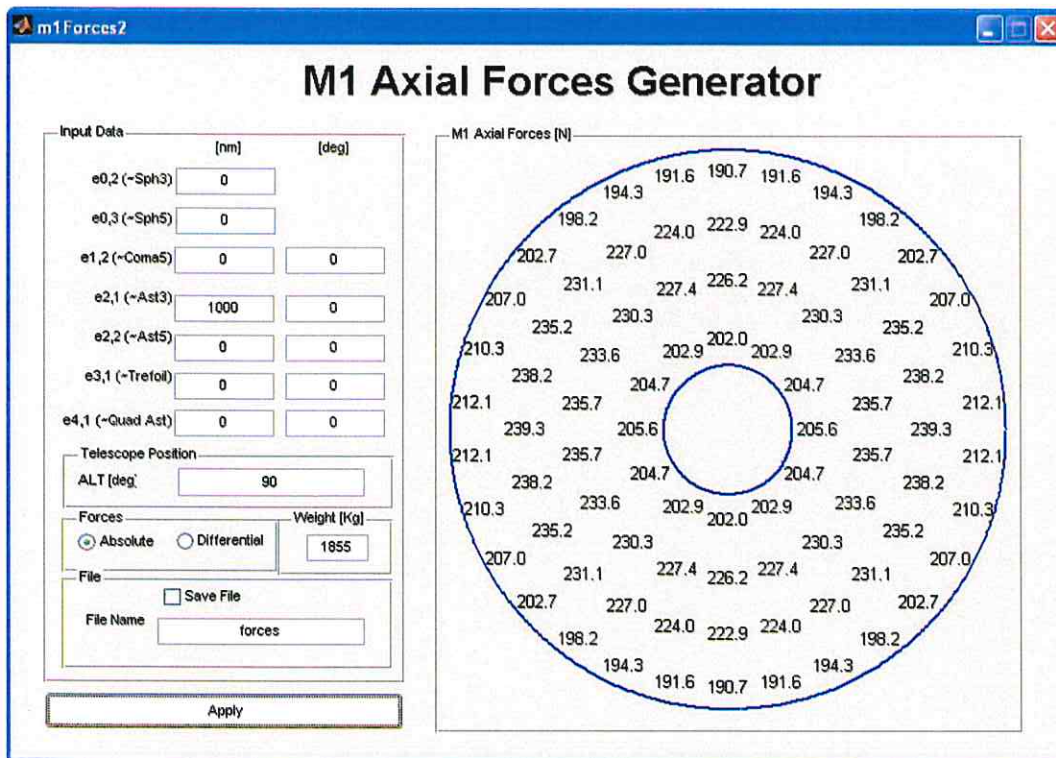 m1Forces2
M1 Axial Forces Generator
Input Data
[nm] [deg]
e0,2 (~Sph3) 0
e0,3 (~Sph5) 0
e1,2 (~Coma5) 0 0
e2,1 (~Ast3) 1000 0
e2,2 (~Ast5) 0 0
e3,1 (~Trefoil) 0 0
e4,1 (~Quad Ast) 0 0
Telescope Position
ALT [deg] 90
Forces
Absolute Differential
Weight [Kg]
1855
File
Save File
File Name forces
Apply
M1 Axial Forces [N]
194.3 191.6 190.7 191.6 194.3
198.2 224.0 222.9 224.0 198.2
202.7 227.0 227.0 202.7
231.1 227.4 226.2 227.4 231.1
207.0 207.0
235.2 230.3 230.3 235.2
210.3 233.6 202.9 202.0 202.9 233.6 210.3
238.2 204.7 204.7 238.2
212.1 235.7 235.7 212.1
239.3 205.6 205.6 239.3
212.1 235.7 235.7 212.1
238.2 204.7 204.7 238.2
210.3 233.6 202.9 202.0 202.9 233.6 210.3
235.2 230.3 230.3 235.2
207.0 207.0
231.1 227.4 226.2 227.4 231.1
202.7 227.0 227.0 202.7
198.2 224.0 222.9 224.0 198.2
194.3 191.6 190.7 191.6 194.3